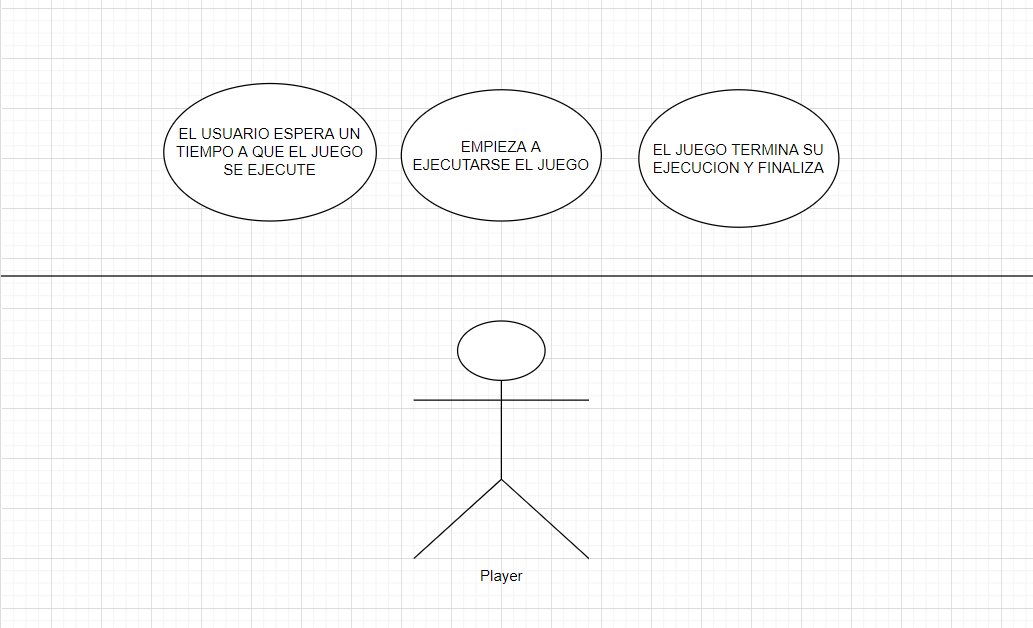 EL USUARIO ESPERA UN
TIEMPO A QUE EL JUEGO
SE EJECUTE
EMPIEZA A
EJECUTARSE EL JUEGO
EL JUEGO TERMINA SU
EJECUCION Y FINALIZA
Player